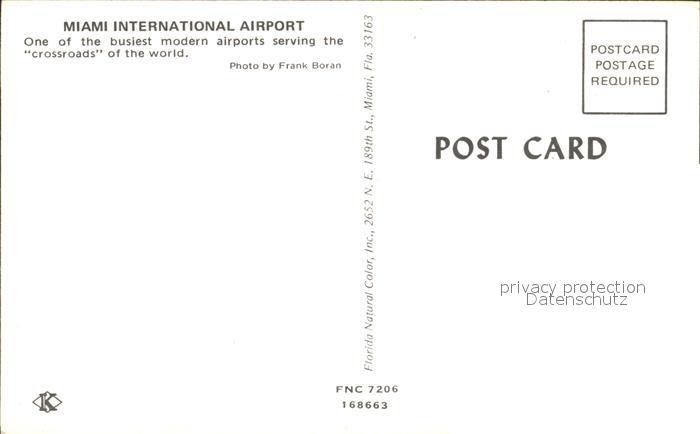 MIAMI INTERNATIONAL AIRPORT
One of the busiest modern airports serving the
"crossroads" of the world.
Photo by Frank Boran
Florida Natural Color, Inc., 2652 N. E. 189th St., Miami, Fla. 33163
POSTCARD
POSTAGE
REQUIRED
POST CARD
privacy protection
Datenschutz
K
FNC 7206
168663